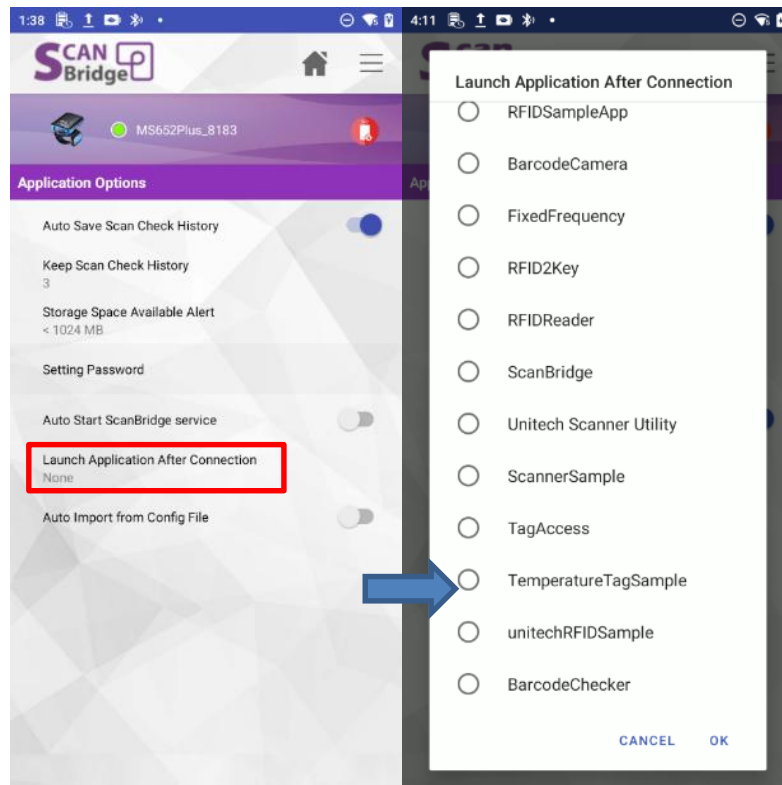 1:38
SCAN
Bridge
MS652Plus_8183
Application Options
Auto Save Scan Check History
Keep Scan Check History
3
Storage Space Available Alert
< 1024 MB
Setting Password
Auto Start ScanBridge service
Launch Application After Connection
None
Auto Import from Config File
4:11
Launch Application After Connection
RFIDSampleApp
BarcodeCamera
FixedFrequency
RFID2Key
RFIDReader
ScanBridge
Unitech Scanner Utility
ScannerSample
TagAccess
TemperatureTagSample
unitechRFIDSample
BarcodeChecker
CANCEL OK